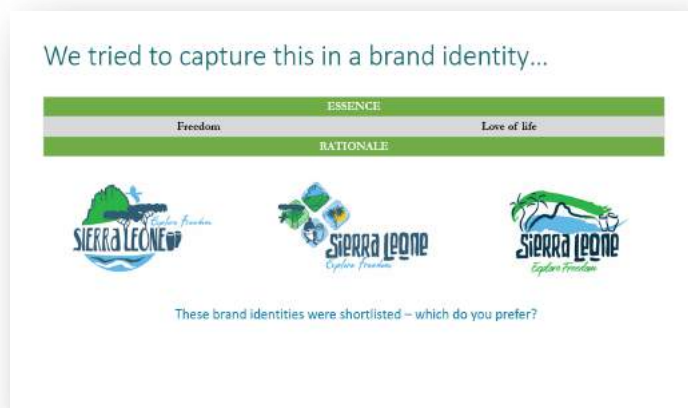 We tried to capture this in a brand identity...
ESSENCE
Freedom Love of life
RATIONALE
Explore Freedom
SIERRA LEONE
SIERRA LEONE
Explore Freedom
SIERRA LEONE
Explore Freedom
These brand identities were shortlisted – which do you prefer?